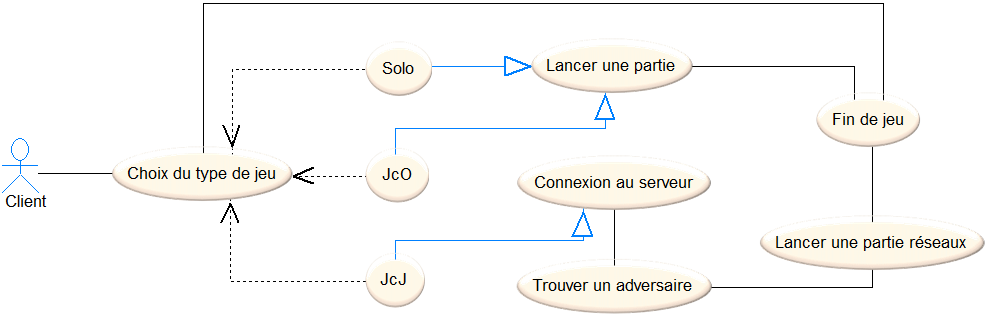 Solo
Lancer une partie
Fin de jeu
Choix du type de jeu
JcO
Connexion au serveur
Client
Lancer une partie réseaux
JcJ
Trouver un adversaire